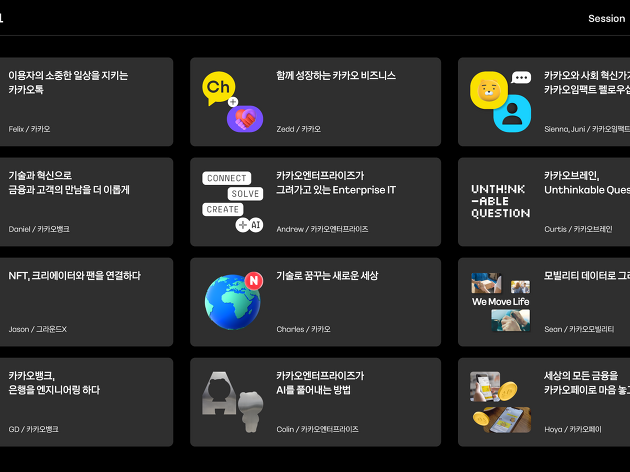 Session
이용자의 소중한 일상을 지키는
카카오톡
Felix / 카카오
Ch
함께 성장하는 카카오 비즈니스
Zedd / 카카오
카카오와 사회 혁신가
카카오임팩트 펠로우
Sienna, Juni / 카카오임팩
기술과 혁신으로
금융과 고객의 만남을 더 이롭게
Daniel / 카카오뱅크
CONNECT
SOLVE
CREATE
+ AI
카카오엔터프라이즈가
그려가고 있는 Enterprise IT
Andrew / 카카오엔터프라이즈
UNTH!NK
-ABLE
QUESTION
카카오브레인,
Unthinkable Ques
Curtis / 카카오브레인
NFT, 크리에이터와 팬을 연결하다
Jason / 그라운드X
N
기술로 꿈꾸는 새로운 세상
Charles / 카카오
We Move Life
모빌리티 데이터로 그
Sean / 카카오모빌리티
카카오뱅크,
은행을 엔지니어링 하다
GD / 카카오뱅크
카카오엔터프라이즈가
AI를 풀어내는 방법
Colin / 카카오엔터프라이즈
세상의 모든 금융을
카카오페이로 마음 놓
Hoya / 카카오페이